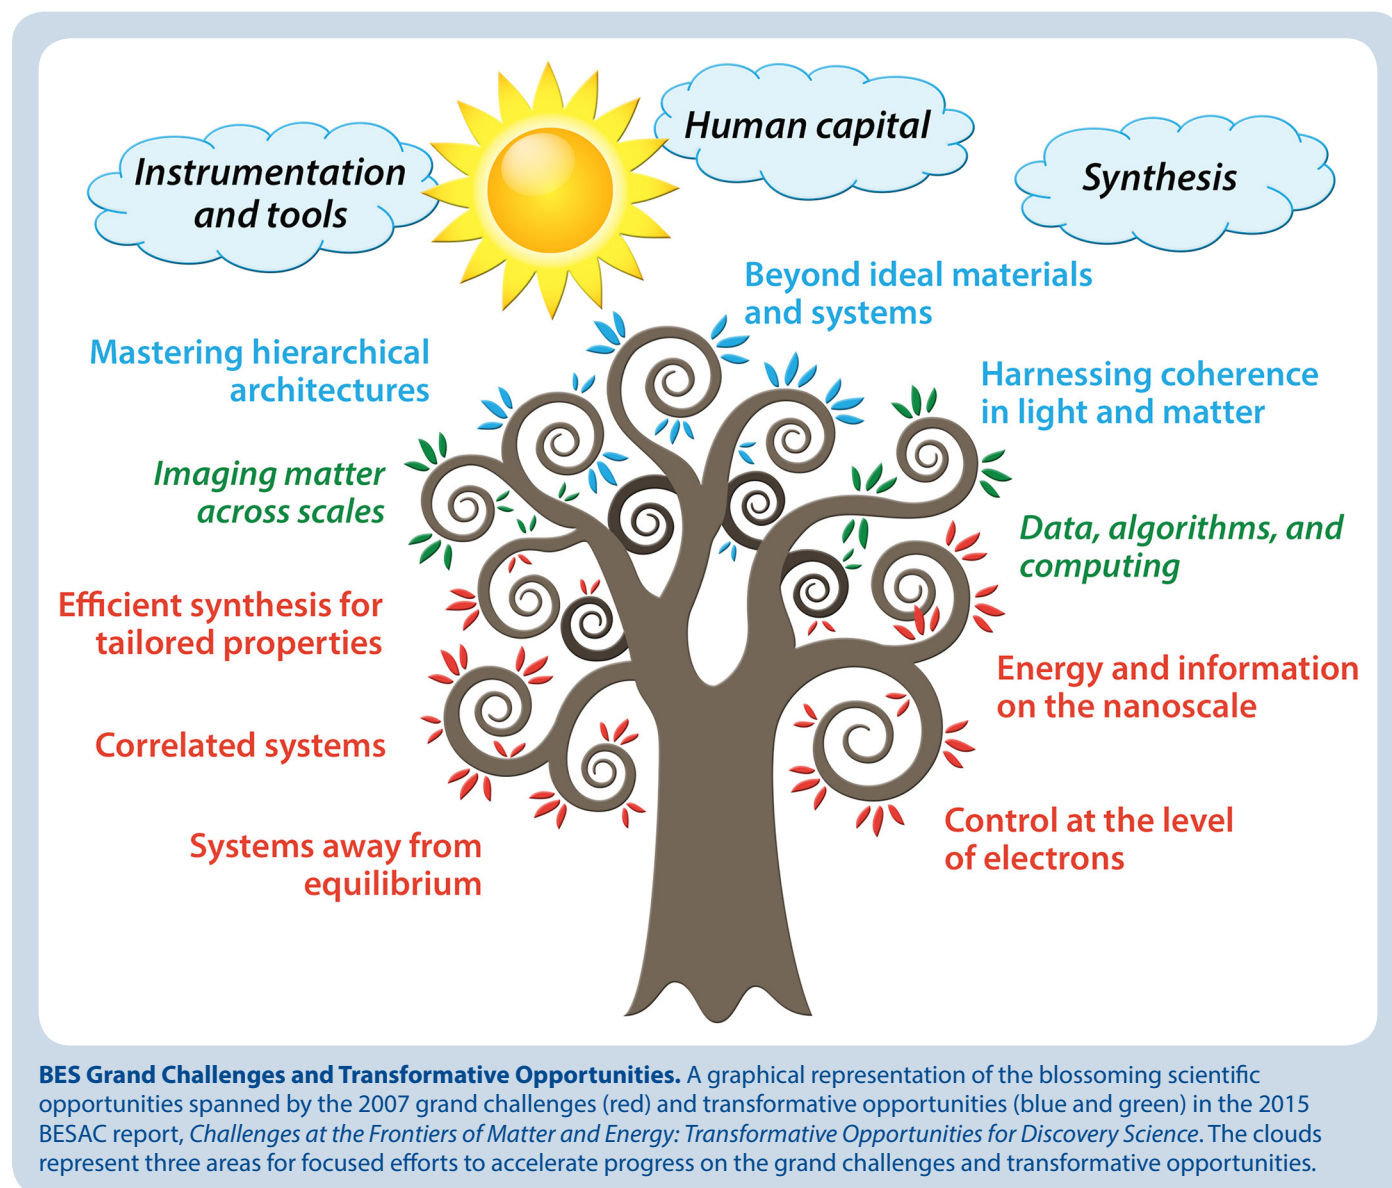 Instrumentation
and tools
Human capital
Synthesis
Beyond ideal materials
and systems
Mastering hierarchical
architectures
Harnessing coherence
in light and matter
Imaging matter
across scales
Data, algorithms, and
computing
Efficient synthesis for
tailored properties
Energy and information
on the nanoscale
Correlated systems
Control at the level
of electrons
Systems away from
equilibrium
BES Grand Challenges and Transformative Opportunities. A graphical representation of the blossoming scientific
opportunities spanned by the 2007 grand challenges (red) and transformative opportunities (blue and green) in the 2015
BESAC report, Challenges at the Frontiers of Matter and Energy: Transformative Opportunities for Discovery Science. The clouds
represent three areas for focused efforts to accelerate progress on the grand challenges and transformative opportunities.